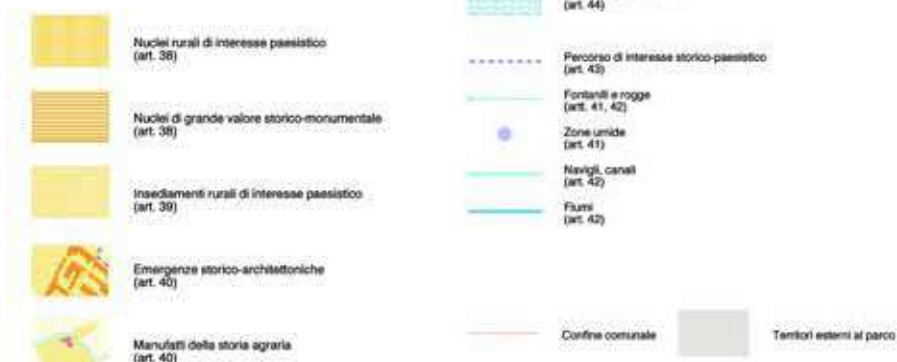 Nuclei rurali di interesse paesistico
(art. 38)
Nuclei di grande valore storico-monumentale
(art. 38)
Insediamenti rurali di interesse paesistico
(art. 39)
Emergenze storico-architettoniche
(art. 40)
Manufatti della storia agraria
(art. 40)
(art. 44)
Percorso di interesse storico-paesistico
(art. 43)
Fontanili e rogge
(artt. 41, 42)
Zone umide
(art. 41)
Navigli, canali
(art. 42)
Fiumi
(art. 42)
Confine comunale
Territori esterni al parco